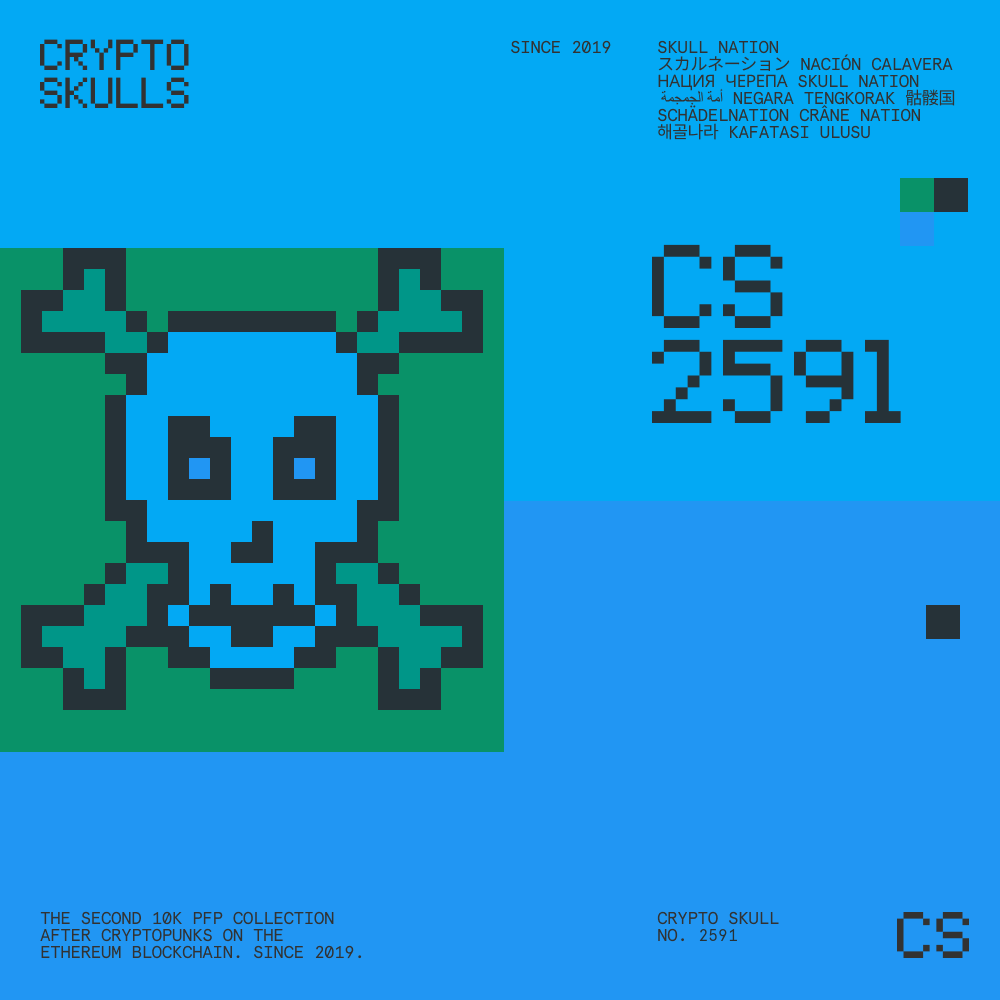 CRYPTO
SKULLS
SINCE 2019
SKULL NATION
スカルネーション NACIÓN CALAVERA
НАЦИЯ ЧЕРЕПА SKULL NATION
أمة الجمجمة NEGARA TENGKORAK 骷髅国
SCHÄDELNATION CRÂNE NATION
해골나라 KAFATASI ULUSU
CS
2591
THE SECOND 10K PFP COLLECTION
AFTER CRYPTOPUNKS ON THE
ETHEREUM BLOCKCHAIN. SINCE 2019.
CRYPTO SKULL
NO. 2591
CS